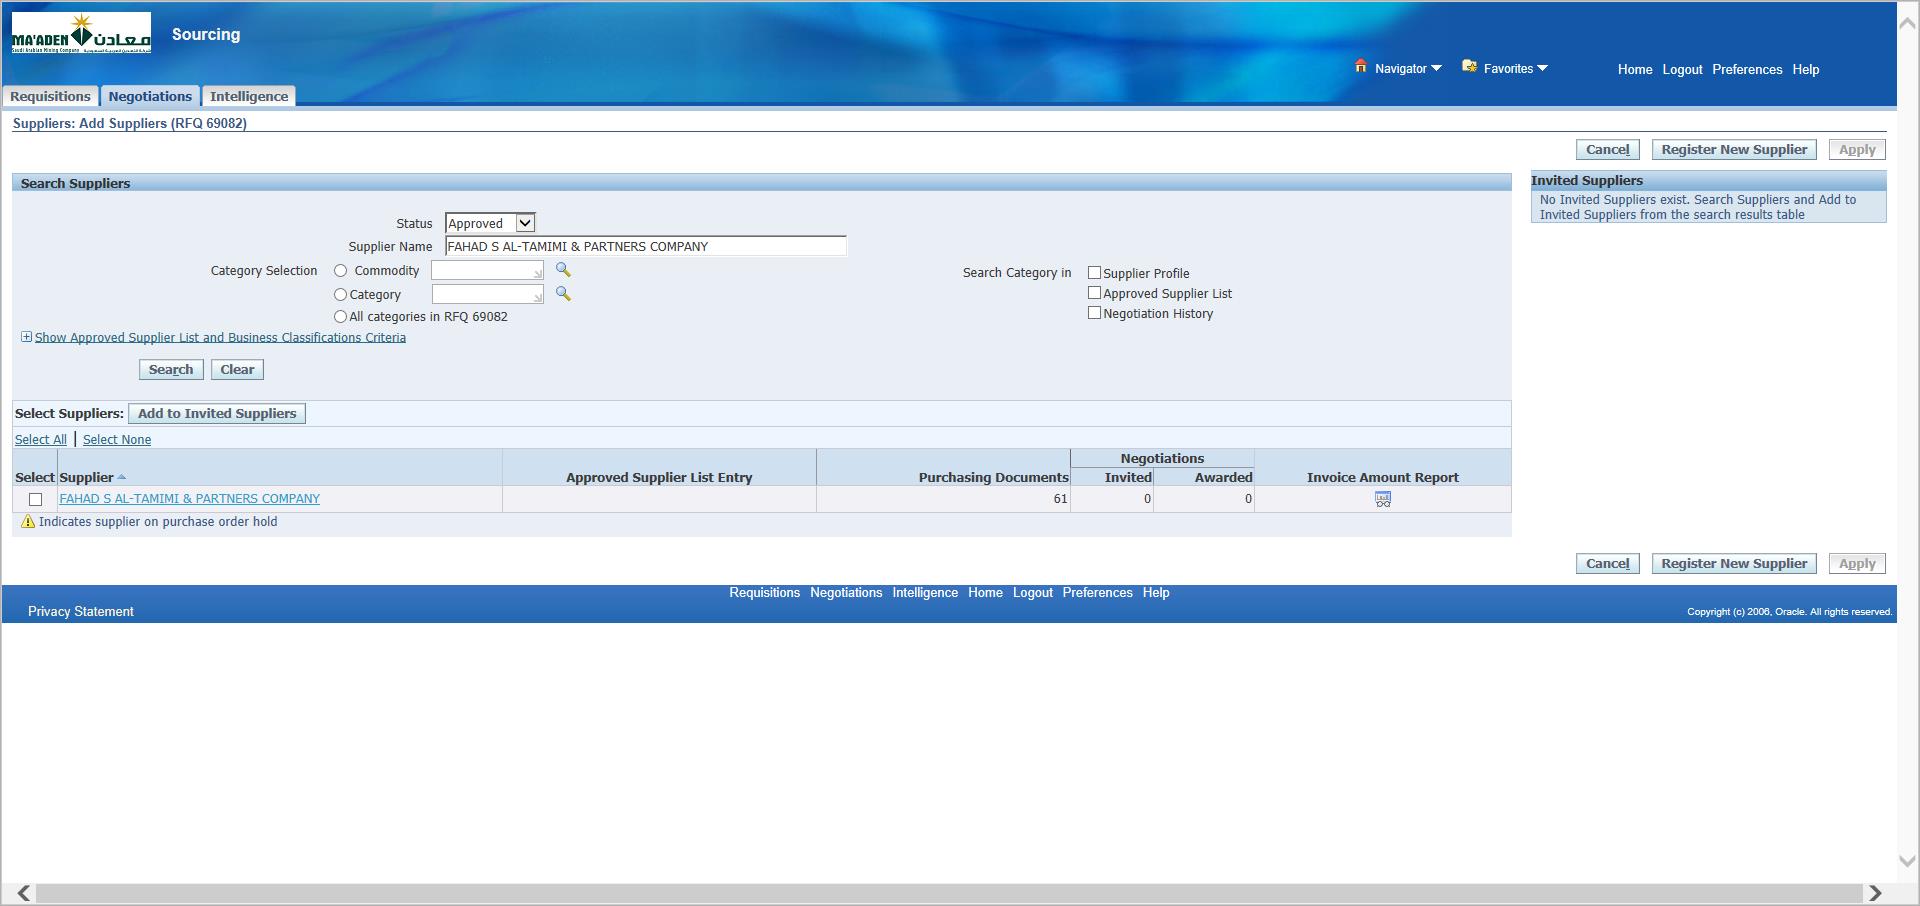 MA'ADEN معادن
Saudi Arabian Mining Company
Sourcing
Navigator Favorites Home Logout Preferences Help
Requisitions Negotiations Intelligence
Suppliers: Add Suppliers (RFQ 69082)
Cancel Register New Supplier Apply
Search Suppliers
Invited Suppliers
No Invited Suppliers exist. Search Suppliers and Add to
Invited Suppliers from the search results table
Status Approved
Supplier Name FAHAD S AL-TAMIMI & PARTNERS COMPANY
Category Selection Commodity
Search Category in Supplier Profile
Category
Approved Supplier List
All categories in RFQ 69082
Negotiation History
Show Approved Supplier List and Business Classifications Criteria
Search Clear
Select Suppliers: Add to Invited Suppliers
Select All | Select None
Negotiations
Select Supplier Approved Supplier List Entry Purchasing Documents Invited Awarded Invoice Amount Report
FAHAD S AL-TAMIMI & PARTNERS COMPANY 61 0 0
Indicates supplier on purchase order hold
Cancel Register New Supplier Apply
Requisitions Negotiations Intelligence Home Logout Preferences Help
Privacy Statement
Copyright (c) 2006, Oracle. All rights reserved.